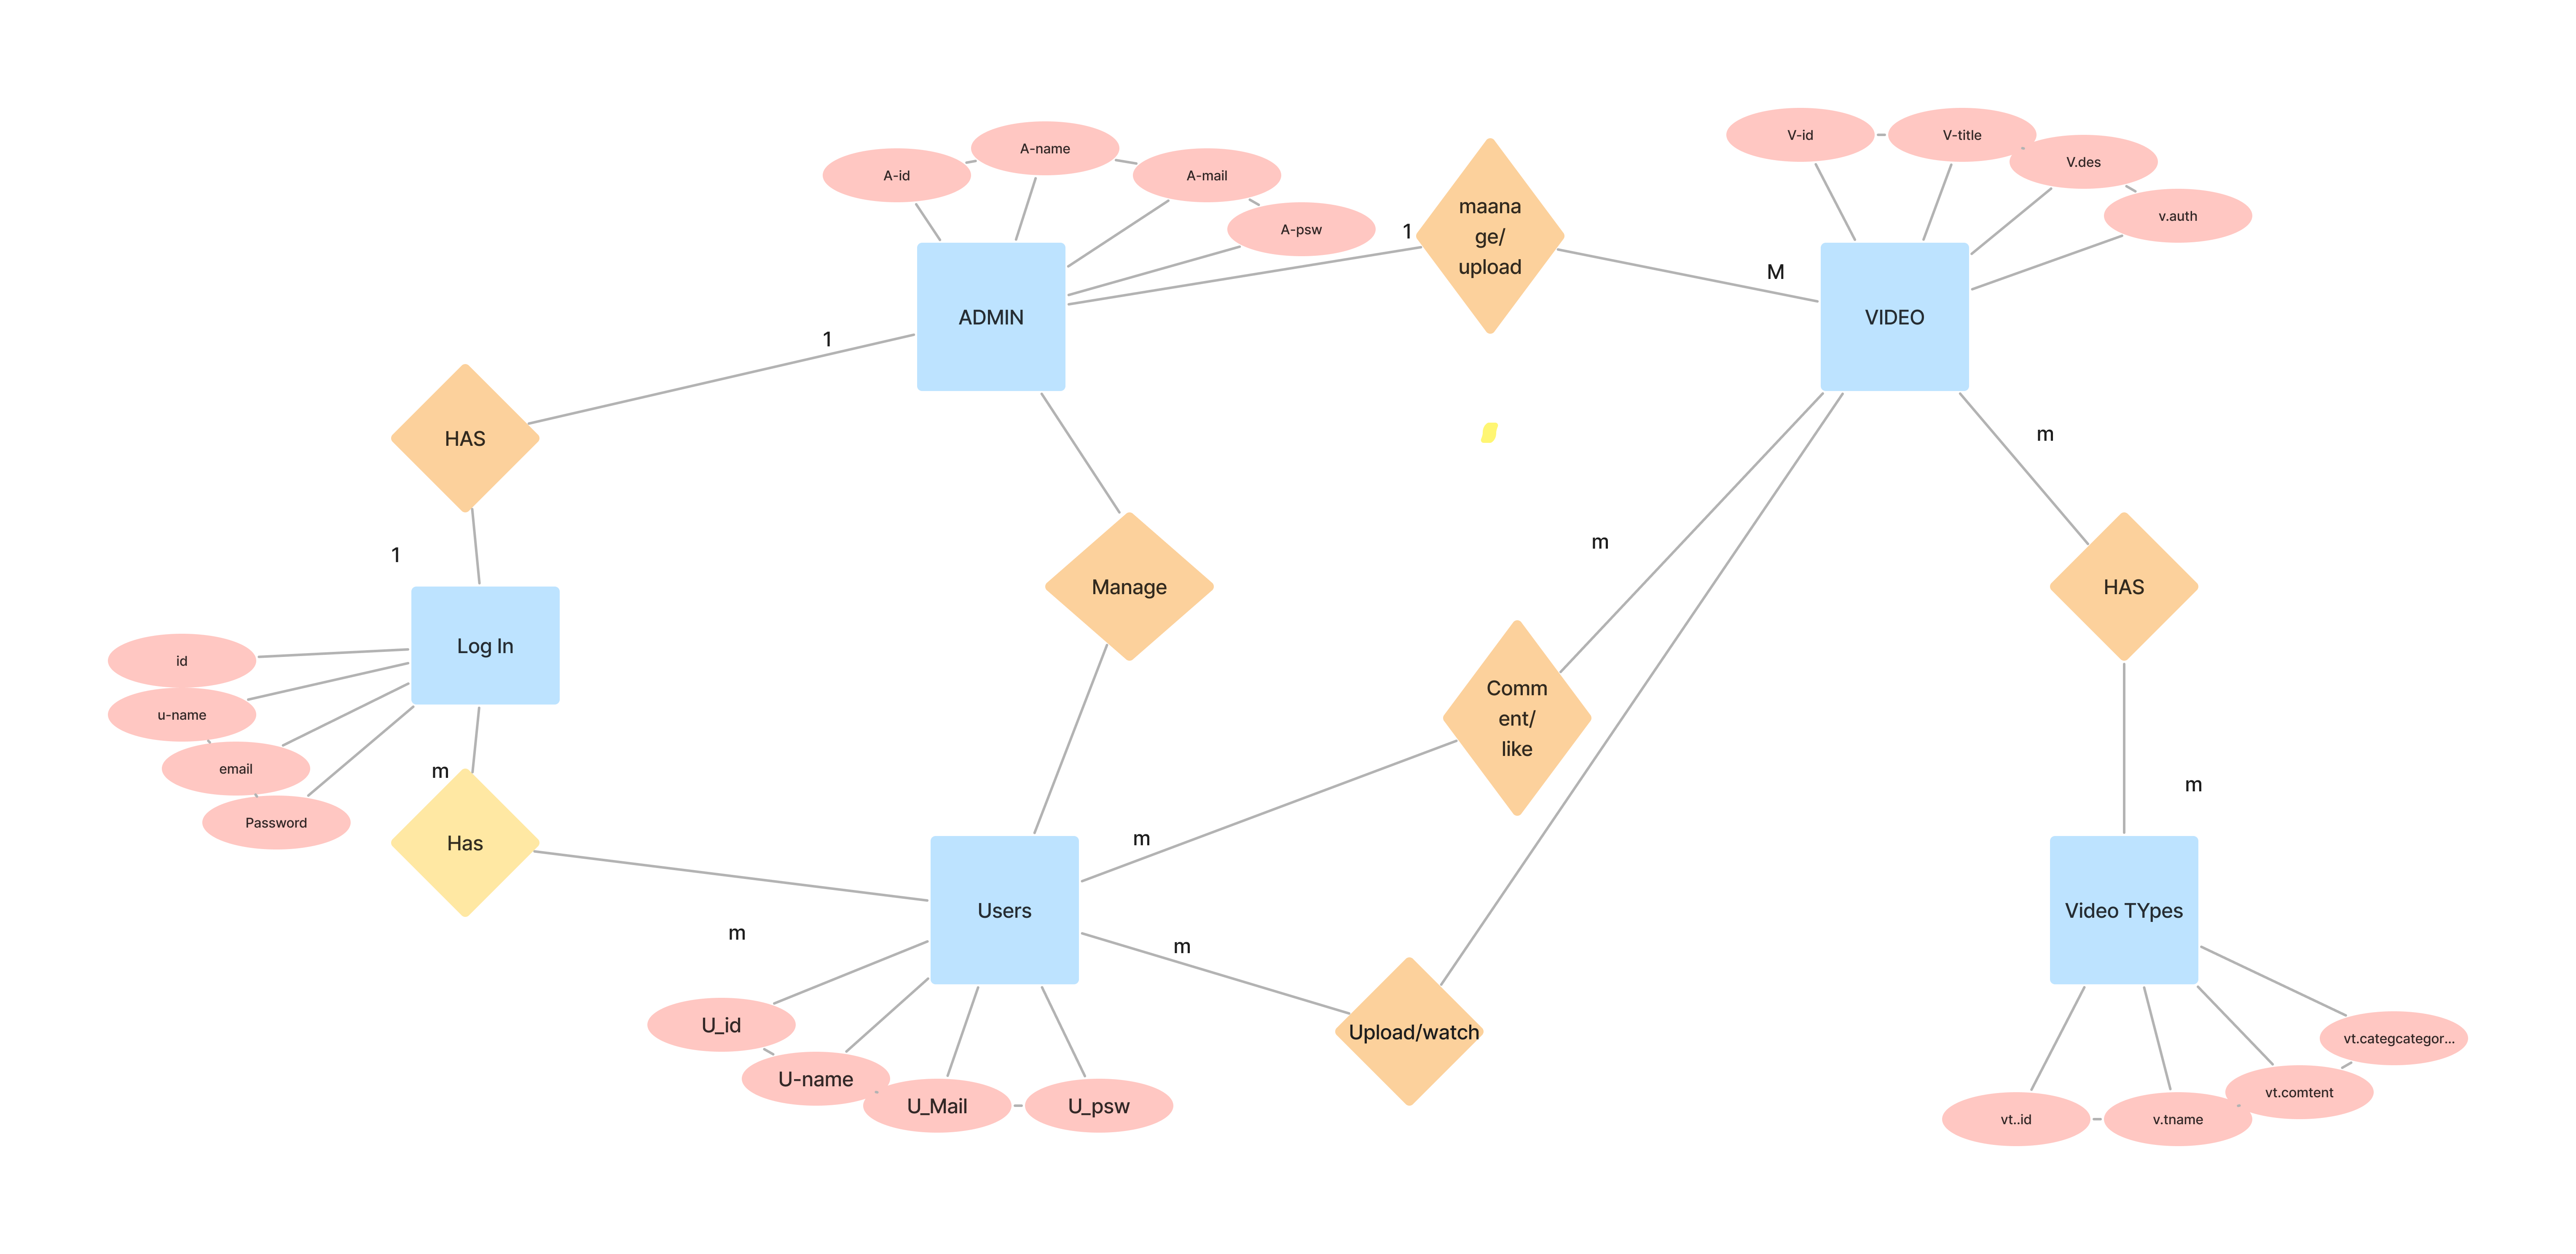 V-id
V-title
A-name
V.des
A-id
A-mail
maana
ge/
upload
v.auth
A-psw
1
M
ADMIN
VIDEO
1
HAS
m
m
1
Manage
HAS
Log In
id
Comm
ent/
like
u-name
email
m
m
Password
m
Has
Users
Video TYpes
m
m
U_id
Upload/watch
vt.categcategor...
U-name
vt.comtent
U_Mail
U_psw
vt..id
v.tname